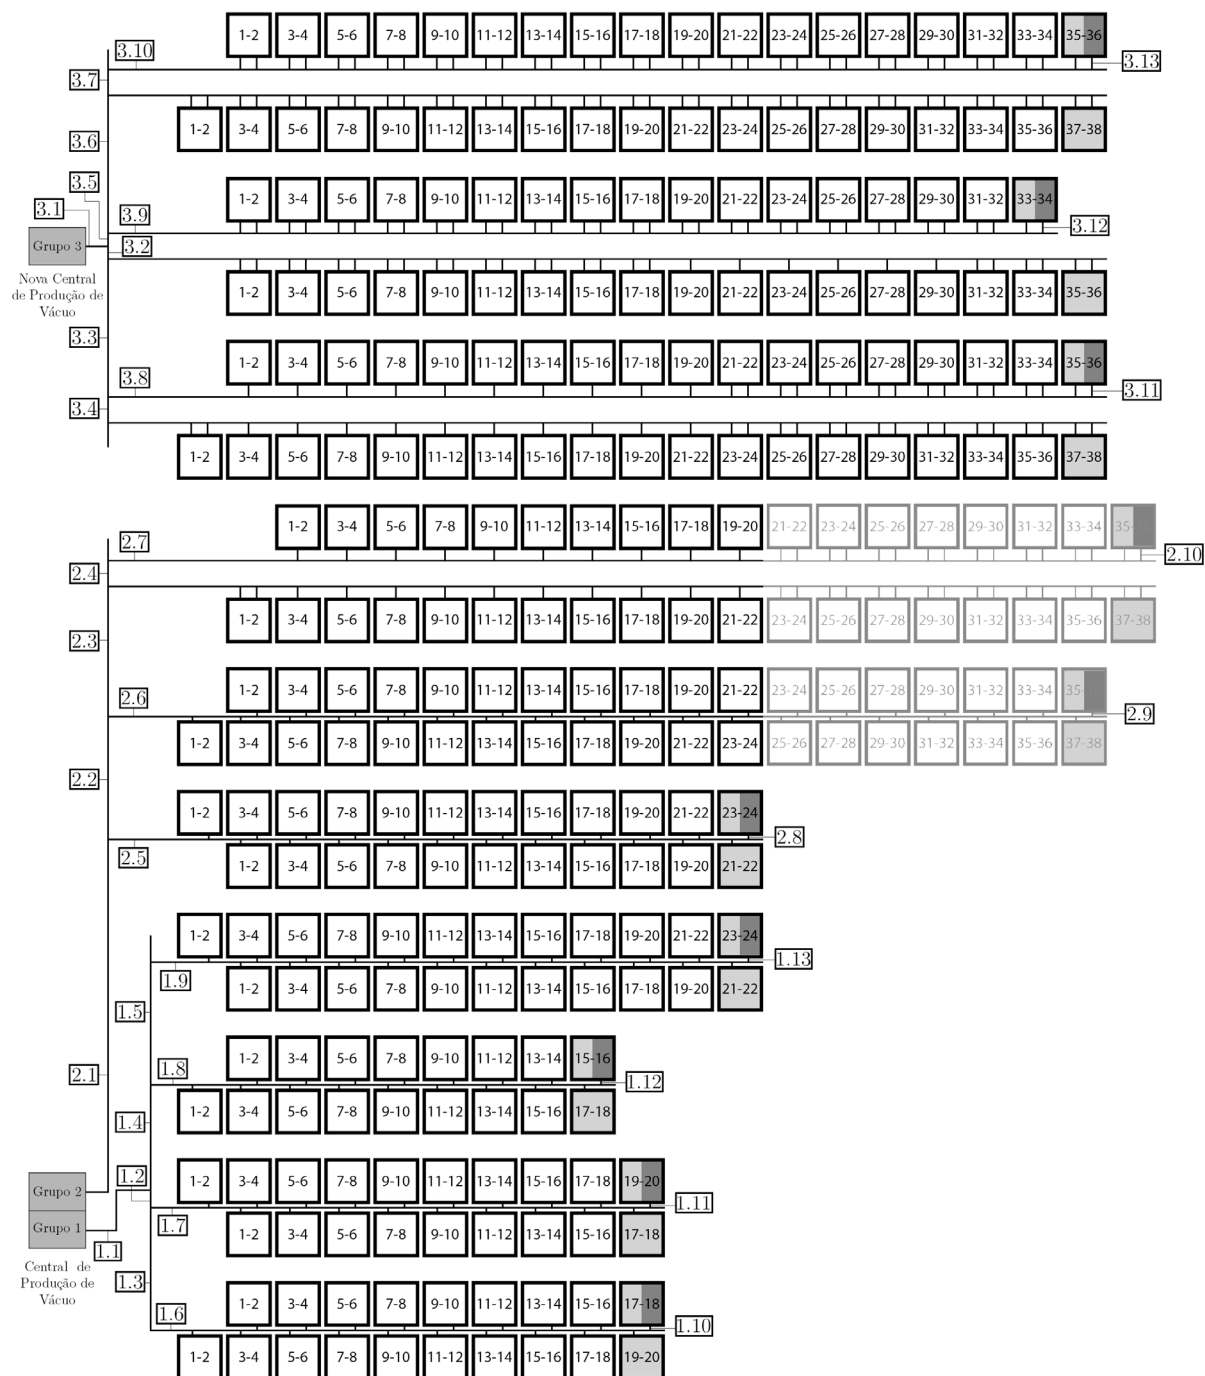 3.10
1-2 3-4 5-6 7-8 9-10 11-12 13-14 15-16 17-18 19-20 21-22 23-24 25-26 27-28 29-30 31-32 33-34 35-36
3.13
3.7
3.6
1-2 3-4 5-6 7-8 9-10 11-12 13-14 15-16 17-18 19-20 21-22 23-24 25-26 27-28 29-30 31-32 33-34 35-36 37-38
3.5
1-2 3-4 5-6 7-8 9-10 11-12 13-14 15-16 17-18 19-20 21-22 23-24 25-26 27-28 29-30 31-32 33-34
3.1
3.9
3.12
Grupo 3
3.2
Nova Central
de Produção de
Vácuo
1-2 3-4 5-6 7-8 9-10 11-12 13-14 15-16 17-18 19-20 21-22 23-24 25-26 27-28 29-30 31-32 33-34 35-36
3.3
1-2 3-4 5-6 7-8 9-10 11-12 13-14 15-16 17-18 19-20 21-22 23-24 25-26 27-28 29-30 31-32 33-34 35-36
3.8
3.11
3.4
1-2 3-4 5-6 7-8 9-10 11-12 13-14 15-16 17-18 19-20 21-22 23-24 25-26 27-28 29-30 31-32 33-34 35-36 37-38
1-2 3-4 5-6 7-8 9-10 11-12 13-14 15-16 17-18 19-20 21-22 23-24 25-26 27-28 29-30 31-32 33-34 35-
2.7
2.10
2.4
1-2 3-4 5-6 7-8 9-10 11-12 13-14 15-16 17-18 19-20 21-22 23-24 25-26 27-28 29-30 31-32 33-34 35-36 37-38
2.3
1-2 3-4 5-6 7-8 9-10 11-12 13-14 15-16 17-18 19-20 21-22 23-24 25-26 27-28 29-30 31-32 33-34 35-
2.6
2.9
1-2 3-4 5-6 7-8 9-10 11-12 13-14 15-16 17-18 19-20 21-22 23-24 25-26 27-28 29-30 31-32 33-34 35-36 37-38
2.2
1-2 3-4 5-6 7-8 9-10 11-12 13-14 15-16 17-18 19-20 21-22 23-24
2.8
2.5
1-2 3-4 5-6 7-8 9-10 11-12 13-14 15-16 17-18 19-20 21-22
1-2 3-4 5-6 7-8 9-10 11-12 13-14 15-16 17-18 19-20 21-22 23-24
1.13
1.9
1-2 3-4 5-6 7-8 9-10 11-12 13-14 15-16 17-18 19-20 21-22
1.5
1-2 3-4 5-6 7-8 9-10 11-12 13-14 15-16
1.8
2.1
1.12
1-2 3-4 5-6 7-8 9-10 11-12 13-14 15-16 17-18
1.4
1.2
1-2 3-4 5-6 7-8 9-10 11-12 13-14 15-16 17-18 19-20
Grupo 2
1.11
Grupo 1
1.7
1-2 3-4 5-6 7-8 9-10 11-12 13-14 15-16 17-18
1.1
Central de
Produção de
Vácuo
1.3
1-2 3-4 5-6 7-8 9-10 11-12 13-14 15-16 17-18
1.6
1.10
1-2 3-4 5-6 7-8 9-10 11-12 13-14 15-16 17-18 19-20